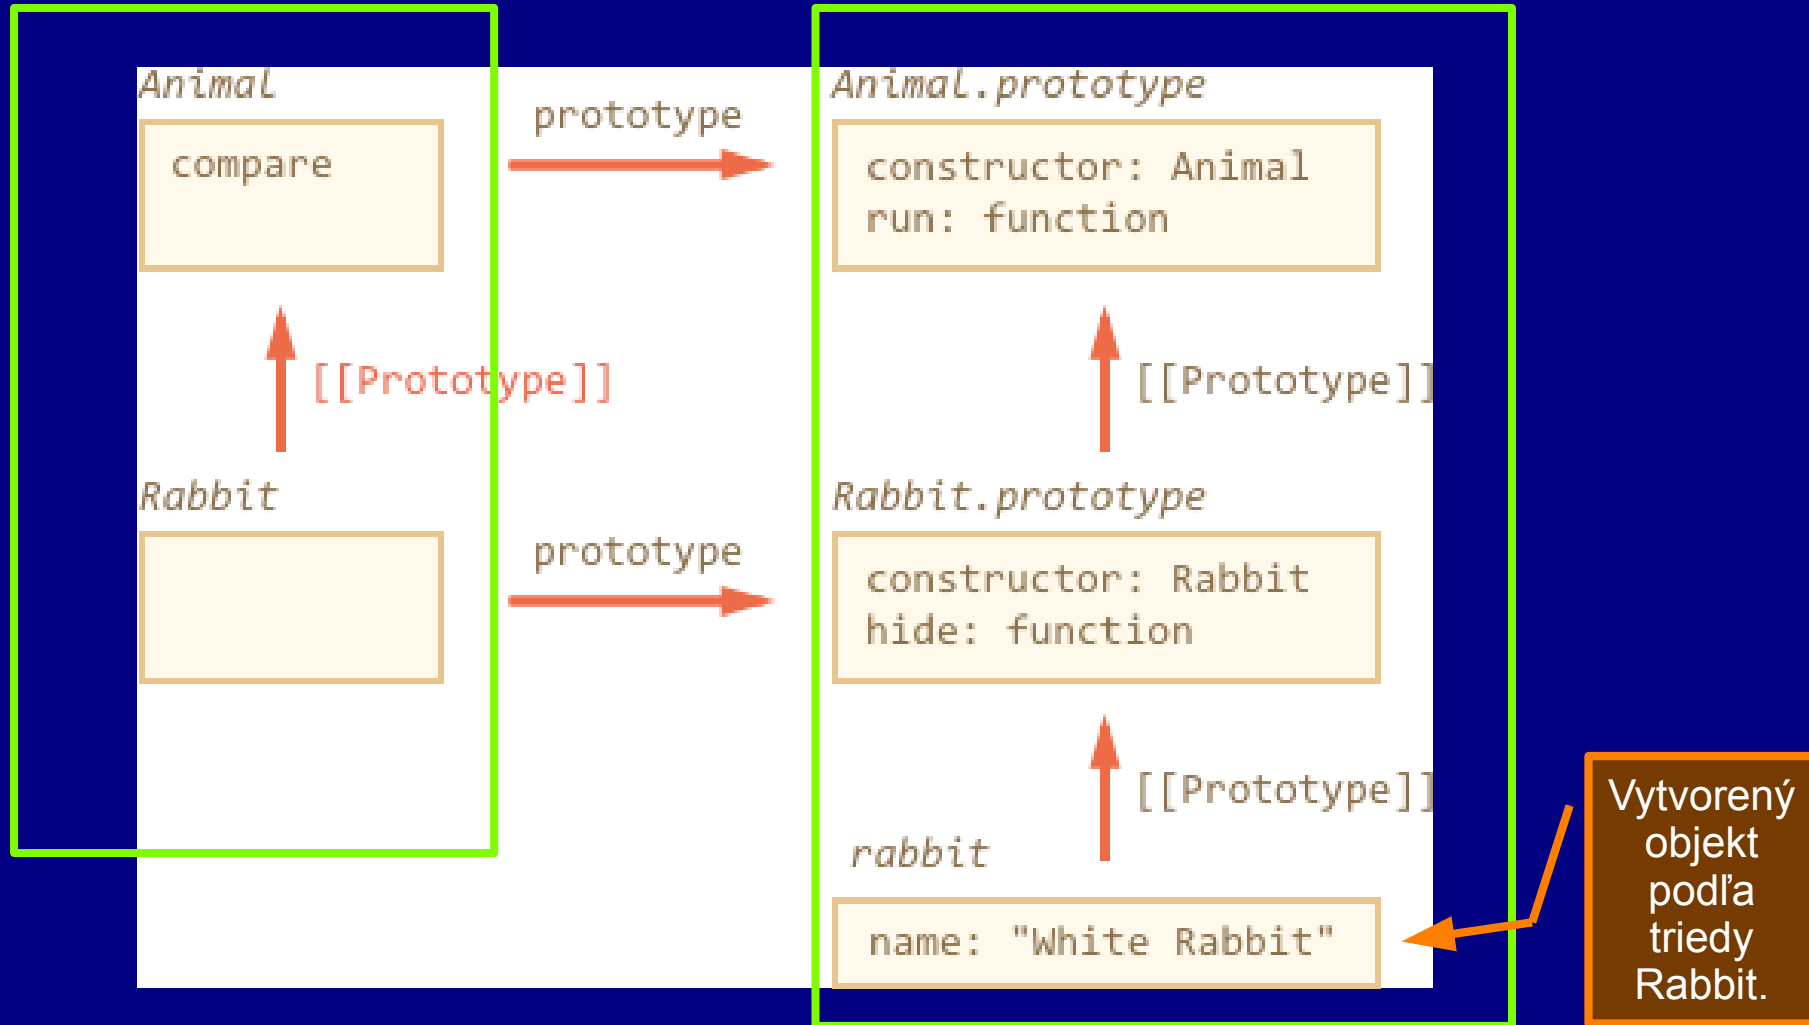 Animal
prototype
Animal.prototype
compare
constructor: Animal
run: function
[[Prototype]]
[[Prototype]]
Rabbit
prototype
Rabbit.prototype
constructor: Rabbit
hide: function
[[Prototype]]
rabbit
name: "White Rabbit"
Vytvorený
objekt
podľa
triedy
Rabbit.